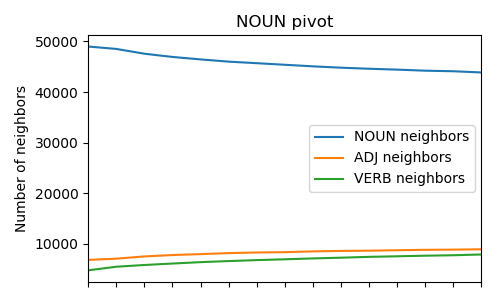 NOUN pivot
Number of neighbors
50000
40000
30000
20000
10000
NOUN neighbors
ADJ neighbors
VERB neighbors